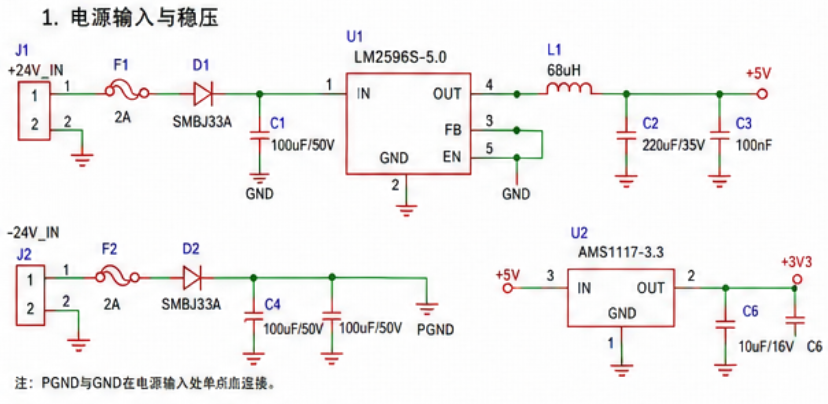 1. 电源输入与稳压
J1
+24V_IN
1
2
1
2
F1
2A
D1
SMBJ33A
C1
100uF/50V
GND
U1
LM2596S-5.0
1
IN
OUT
4
FB
3
EN
5
GND
2
GND
L1
68uH
+5V
C2
220uF/35V
C3
100nF
-24V_IN
J2
1
2
1
2
F2
2A
D2
SMBJ33A
C4
100uF/50V
100uF/50V
PGND
U2
AMS1117-3.3
+5V
3
IN
OUT
2
GND
1
+3V3
C6
10uF/16V
C6
注：PGND与GND在电源输入处单点